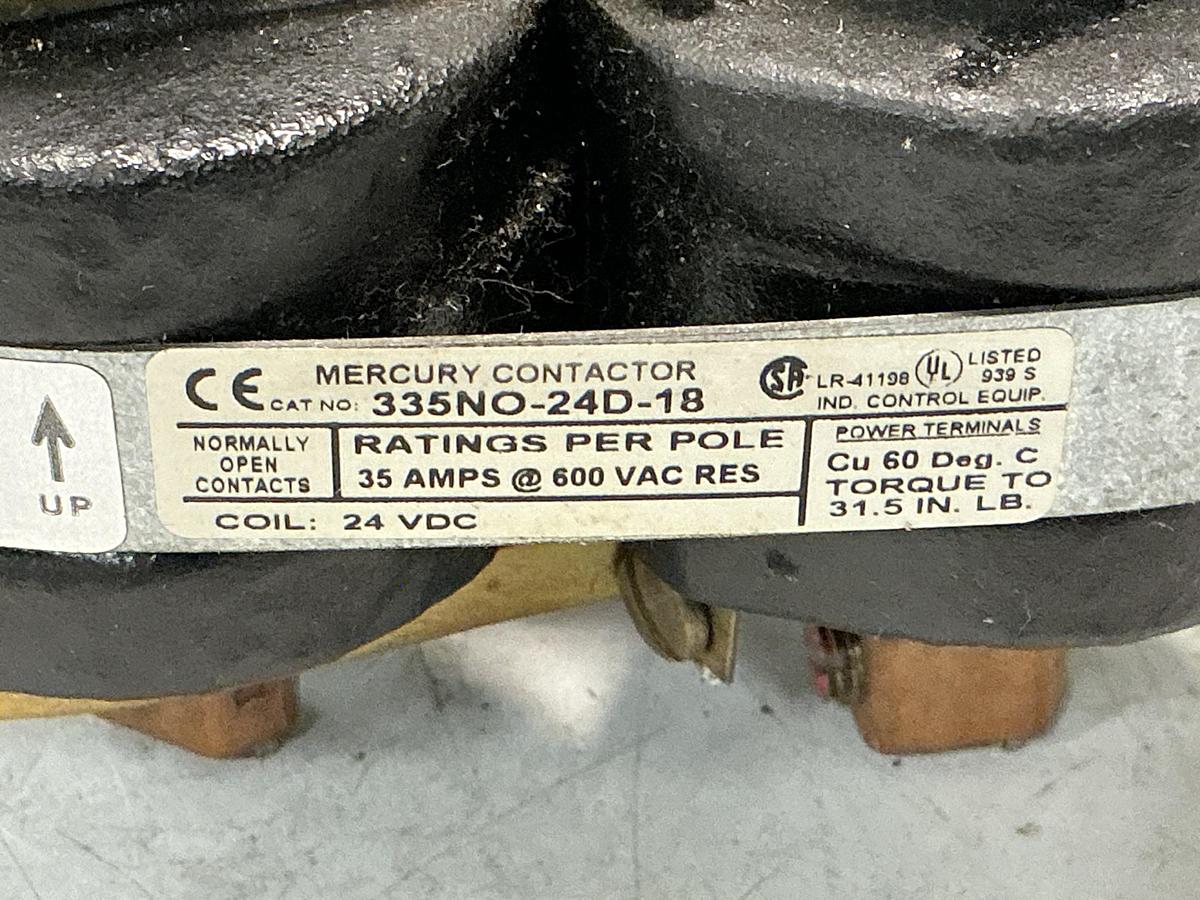 UP
CE MERCURY CONTACTOR
CAT NO: 335NO-24D-18
SA LR-41198 UL LISTED
939 S
IND. CONTROL EQUIP.
NORMALLY
OPEN
CONTACTS
RATINGS PER POLE
35 AMPS @ 600 VAC RES
COIL: 24 VDC
POWER TERMINALS
Cu 60 Deg. C
TORQUE TO
31.5 IN. LB.